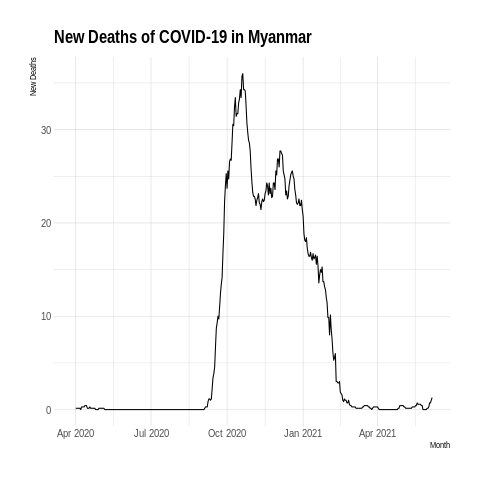 New Deaths of COVID-19 in Myanmar
New Deaths
30
20
10
0
Apr 2020 Jul 2020 Oct 2020 Jan 2021 Apr 2021
Month